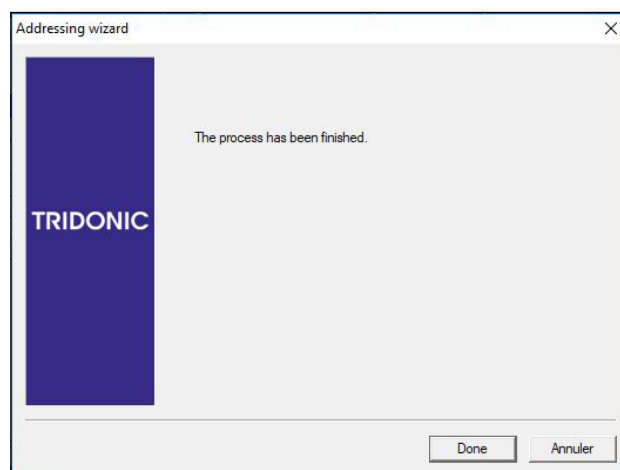 Addressing wizard
The process has been finished.
TRIDONIC
Done
Annuler